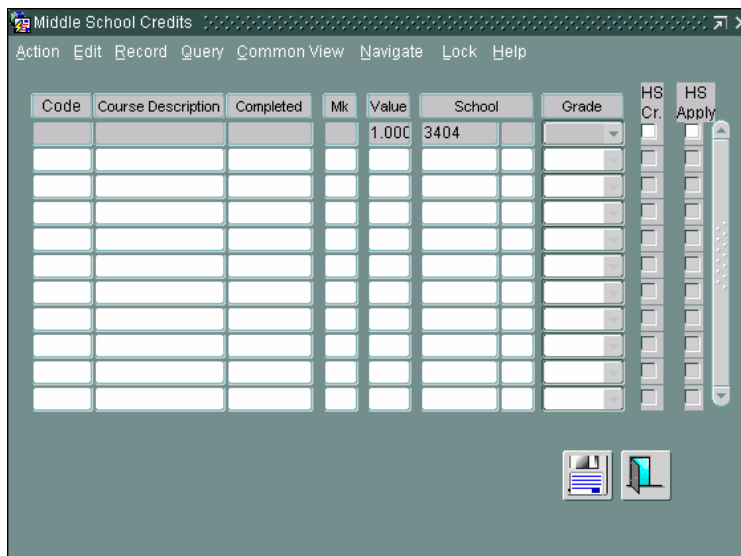 Middle School Credits
Action Edit Record Query Common View Navigate Lock Help
Code Course Description Completed Mk Value School Grade HS Cr. HS Apply
1.000 3404